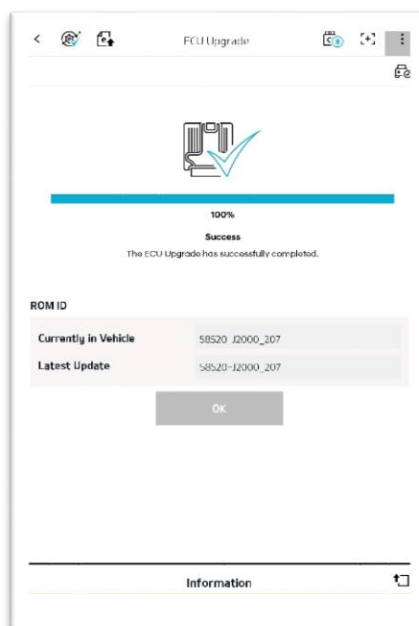 ECU Upgrade
100%
Success
The ECU Upgrade has successfully completed.
ROM ID
Currently in Vehicle 58520-J2000_207
Latest Update 58520-J2000_207
OK
Information